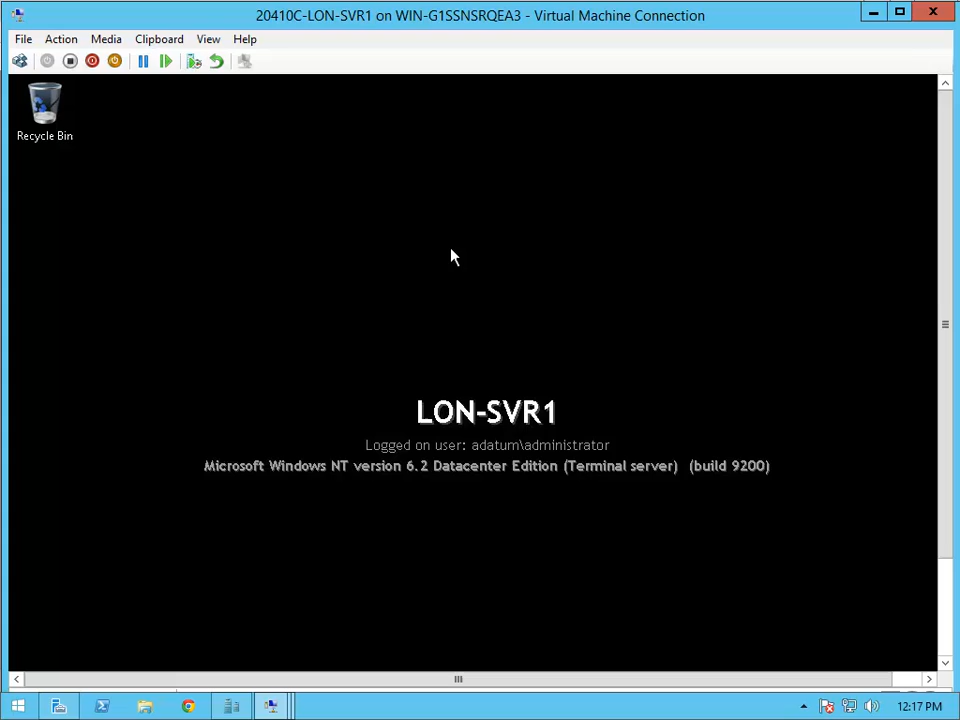 20410C-LON-SVR1 on WIN-G1SSNSRQEA3 - Virtual Machine Connection
File Action Media Clipboard View Help
Recycle Bin
LON-SVR1
Logged on user: adatum\administrator
Microsoft Windows NT version 6.2 Datacenter Edition (Terminal server) (build 9200)
12:17 PM